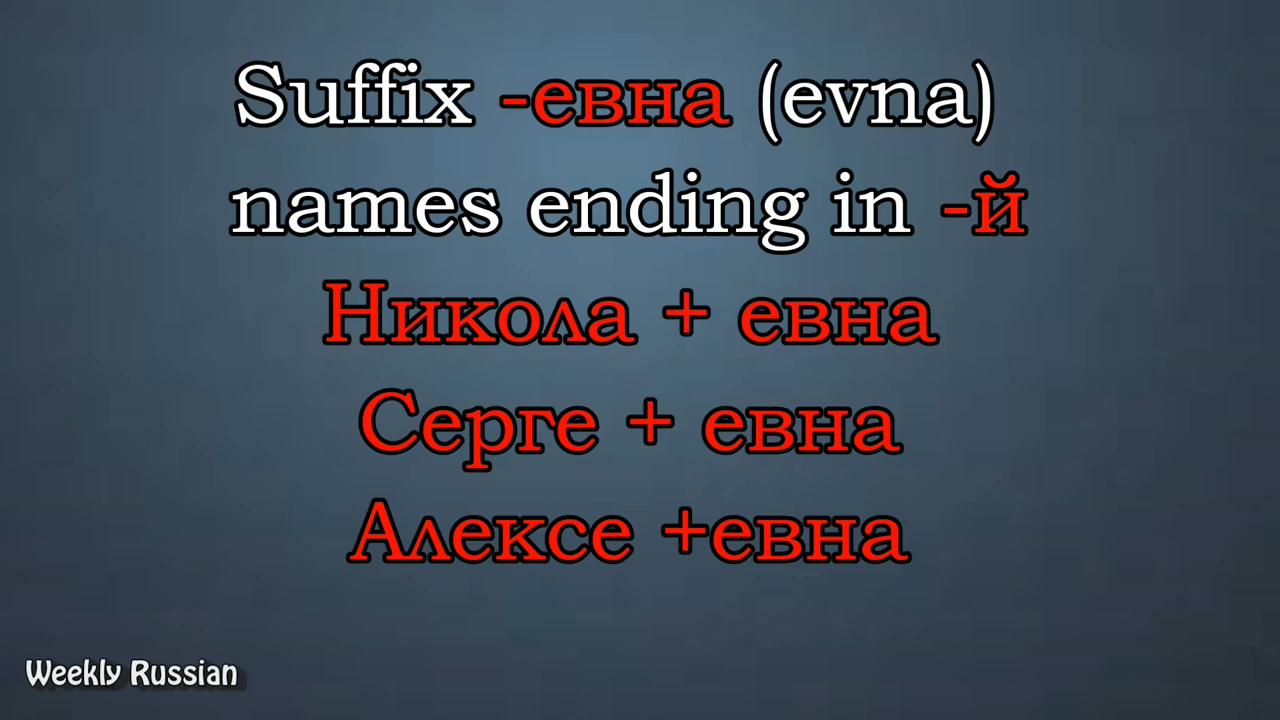 Suffix -евна (evna)
names ending in -й
Никола + евна
Серге + евна
Алексе +евна
Weekly Russian